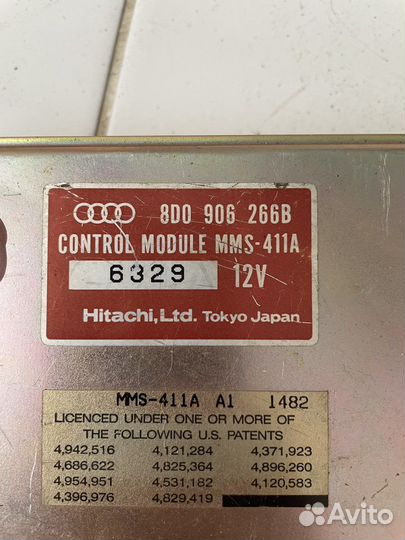 8D0 906 266B
CONTROL MODULE MMS-411A
6329 12V
Hitachi, Ltd. Tokyo Japan
MMS-411A A1 1482
LICENCED UNDER ONE OR MORE OF
THE FOLLOWING U.S. PATENTS
4,942,516 4,121,284 4,371,923
4,686,622 4,825,364 4,896,260
4,954,951 4,531,182 4,120,583
4,396,976 4,829,419
Avito